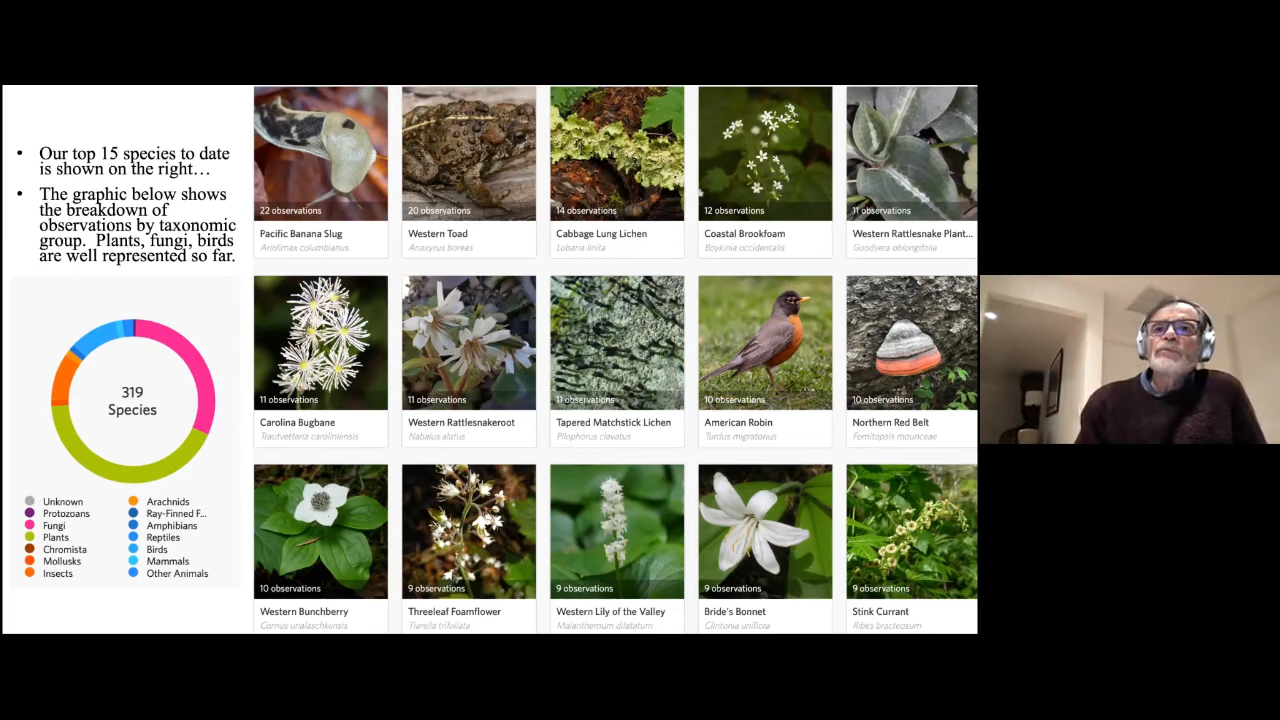 • Our top 15 species to date
is shown on the right…
• The graphic below shows
the breakdown of
observations by taxonomic
group. Plants, fungi, birds
are well represented so far.
319
Species
Unknown
Protozoans
Fungi
Plants
Chromista
Mollusks
Insects
Arachnids
Ray-Finned F...
Amphibians
Reptiles
Birds
Mammals
Other Animals
22 observations
Pacific Banana Slug
Ariolimax columbianus
20 observations
Western Toad
Anaxyrus boreas
14 observations
Cabbage Lung Lichen
Lobaria linita
12 observations
Coastal Brookfoam
Boykinia occidentalis
11 observations
Western Rattlesnake Plant...
Goodyera oblongifolia
11 observations
Carolina Bugbane
Trautvetteria caroliniensis
11 observations
Western Rattlesnakeroot
Nabalus alatus
11 observations
Tapered Matchstick Lichen
Pilophorus clavatus
10 observations
American Robin
Turdus migratorius
10 observations
Northern Red Belt
Fomitopsis mounceae
10 observations
Western Bunchberry
Cornus unalaschkensis
9 observations
Threeleaf Foamflower
Tiarella trifoliata
9 observations
Western Lily of the Valley
Maianthemum dilatatum
9 observations
Bride's Bonnet
Clintonia uniflora
9 observations
Stink Currant
Ribes bracteosum